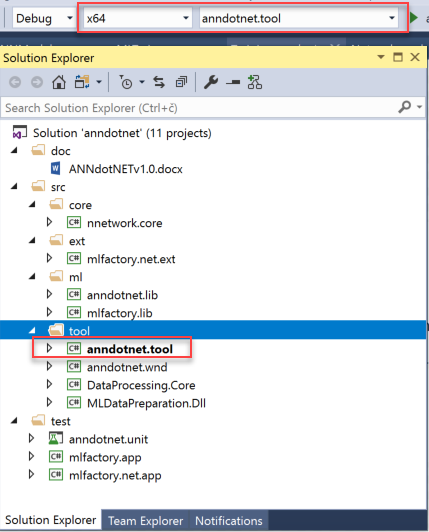 Debug x64 anndotnet.tool
Solution Explorer
Search Solution Explorer (Ctrl+č)
Solution 'anndotnet' (11 projects)
doc
ANNdotNETv1.0.docx
src
core
C# nnetwork.core
ext
C# mlfactory.net.ext
ml
C# anndotnet.lib
C# mlfactory.lib
tool
C# anndotnet.tool
C# anndotnet.wnd
C# DataProcessing.Core
C# MLDataPreparation.Dll
test
anndotnet.unit
C# mlfactory.app
C# mlfactory.net.app
Solution Explorer Team Explorer Notifications